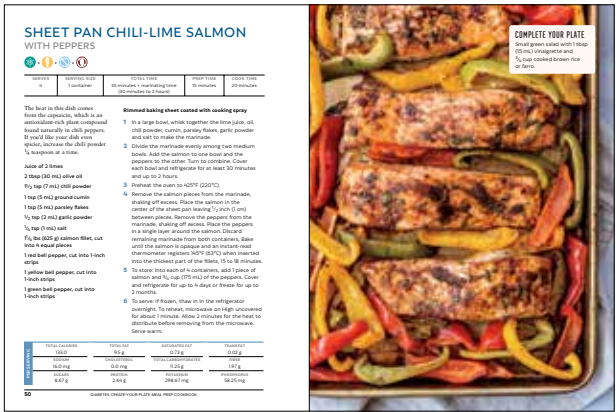 SHEET PAN CHILI-LIME SALMON
WITH PEPPERS
SERVES
4
SERVING SIZE
1 container
TOTAL TIME
35 minutes + marinating time
(30 minutes to 2 hours)
PREP TIME
15 minutes
COOK TIME
20 minutes
The heat in this dish comes
from the capsaicin, which is an
antioxidant-rich plant compound
found naturally in chili peppers.
If you'd like your dish even
spicier, increase the chili powder
¼ teaspoon at a time.
Juice of 2 limes
2 tbsp (30 mL) olive oil
1½ tsp (7 mL) chili powder
1 tsp (5 mL) ground cumin
1 tsp (5 mL) parsley flakes
½ tsp (2 mL) garlic powder
¼ tsp (1 mL) salt
1¼ lbs (625 g) salmon fillet, cut
into 4 equal pieces
1 red bell pepper, cut into 1-inch
strips
1 yellow bell pepper, cut into
1-inch strips
1 green bell pepper, cut into
1-inch strips
Rimmed baking sheet coated with cooking spray
1 In a large bowl, whisk together the lime juice, oil,
chili powder, cumin, parsley flakes, garlic powder
and salt to make the marinade.
2 Divide the marinade evenly among two medium
bowls. Add the salmon to one bowl and the
peppers to the other. Turn to combine. Cover
each bowl and refrigerate for at least 30 minutes
and up to 2 hours.
3 Preheat the oven to 425°F (220°C).
4 Remove the salmon pieces from the marinade,
shaking off excess. Place the salmon in the
center of the sheet pan leaving ½ inch (1 cm)
between pieces. Remove the peppers from the
marinade, shaking off excess. Place the peppers
in a single layer around the salmon. Discard
remaining marinade from both containers. Bake
until the salmon is opaque and an instant-read
thermometer registers 145°F (63°C) when inserted
into the thickest part of the fillets, 15 to 18 minutes.
5 To store: Into each of 4 containers, add 1 piece of
salmon and ¾ cup (175 mL) of the peppers. Cover
and refrigerate for up to 4 days or freeze for up to
2 months.
6 To serve: If frozen, thaw in in the refrigerator
overnight. To reheat, microwave on High uncovered
for about 1 minute. Allow 2 minutes for the heat to
distribute before removing from the microwave.
Serve warm.
PER SERVING
TOTAL CALORIES
133.0
TOTAL FAT
9.5 g
SATURATED FAT
0.73 g
TRANS FAT
0.02 g
SODIUM
16.0 mg
CHOLESTEROL
0.0 mg
TOTAL CARBOHYDRATES
11.25 g
FIBER
1.97 g
SUGARS
8.67 g
PROTEIN
2.64 g
POTASSIUM
298.67 mg
PHOSPHORUS
58.25 mg
50 DIABETES CREATE-YOUR-PLATE MEAL PREP COOKBOOK
COMPLETE YOUR PLATE
Small green salad with 1 tbsp
(15 mL) vinaigrette and
¾ cup cooked brown rice
or farro.